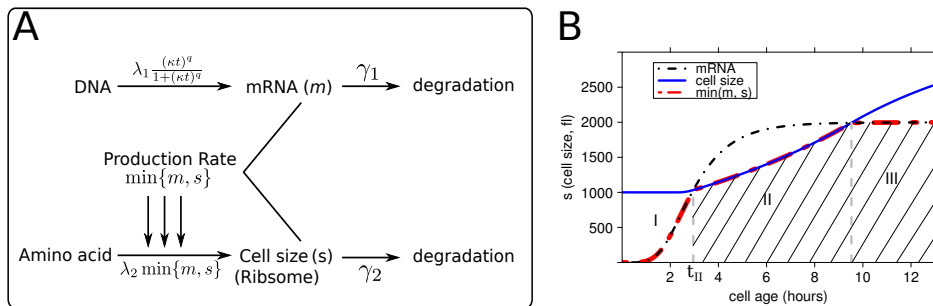 A
DNA
λ₁ (κt)^q / 1+(κt)^q
mRNA (m)
γ₁
degradation
Production Rate
min{m, s}
Amino acid
λ₂ min{m, s}
Cell size (s)
(Ribsome)
γ₂
degradation
B
mRNA
cell size
min(m, s)
s (cell size, fl)
2500
2000
1500
1000
500
I
II
III
2
t_II
4
6
8
10
12
cell age (hours)